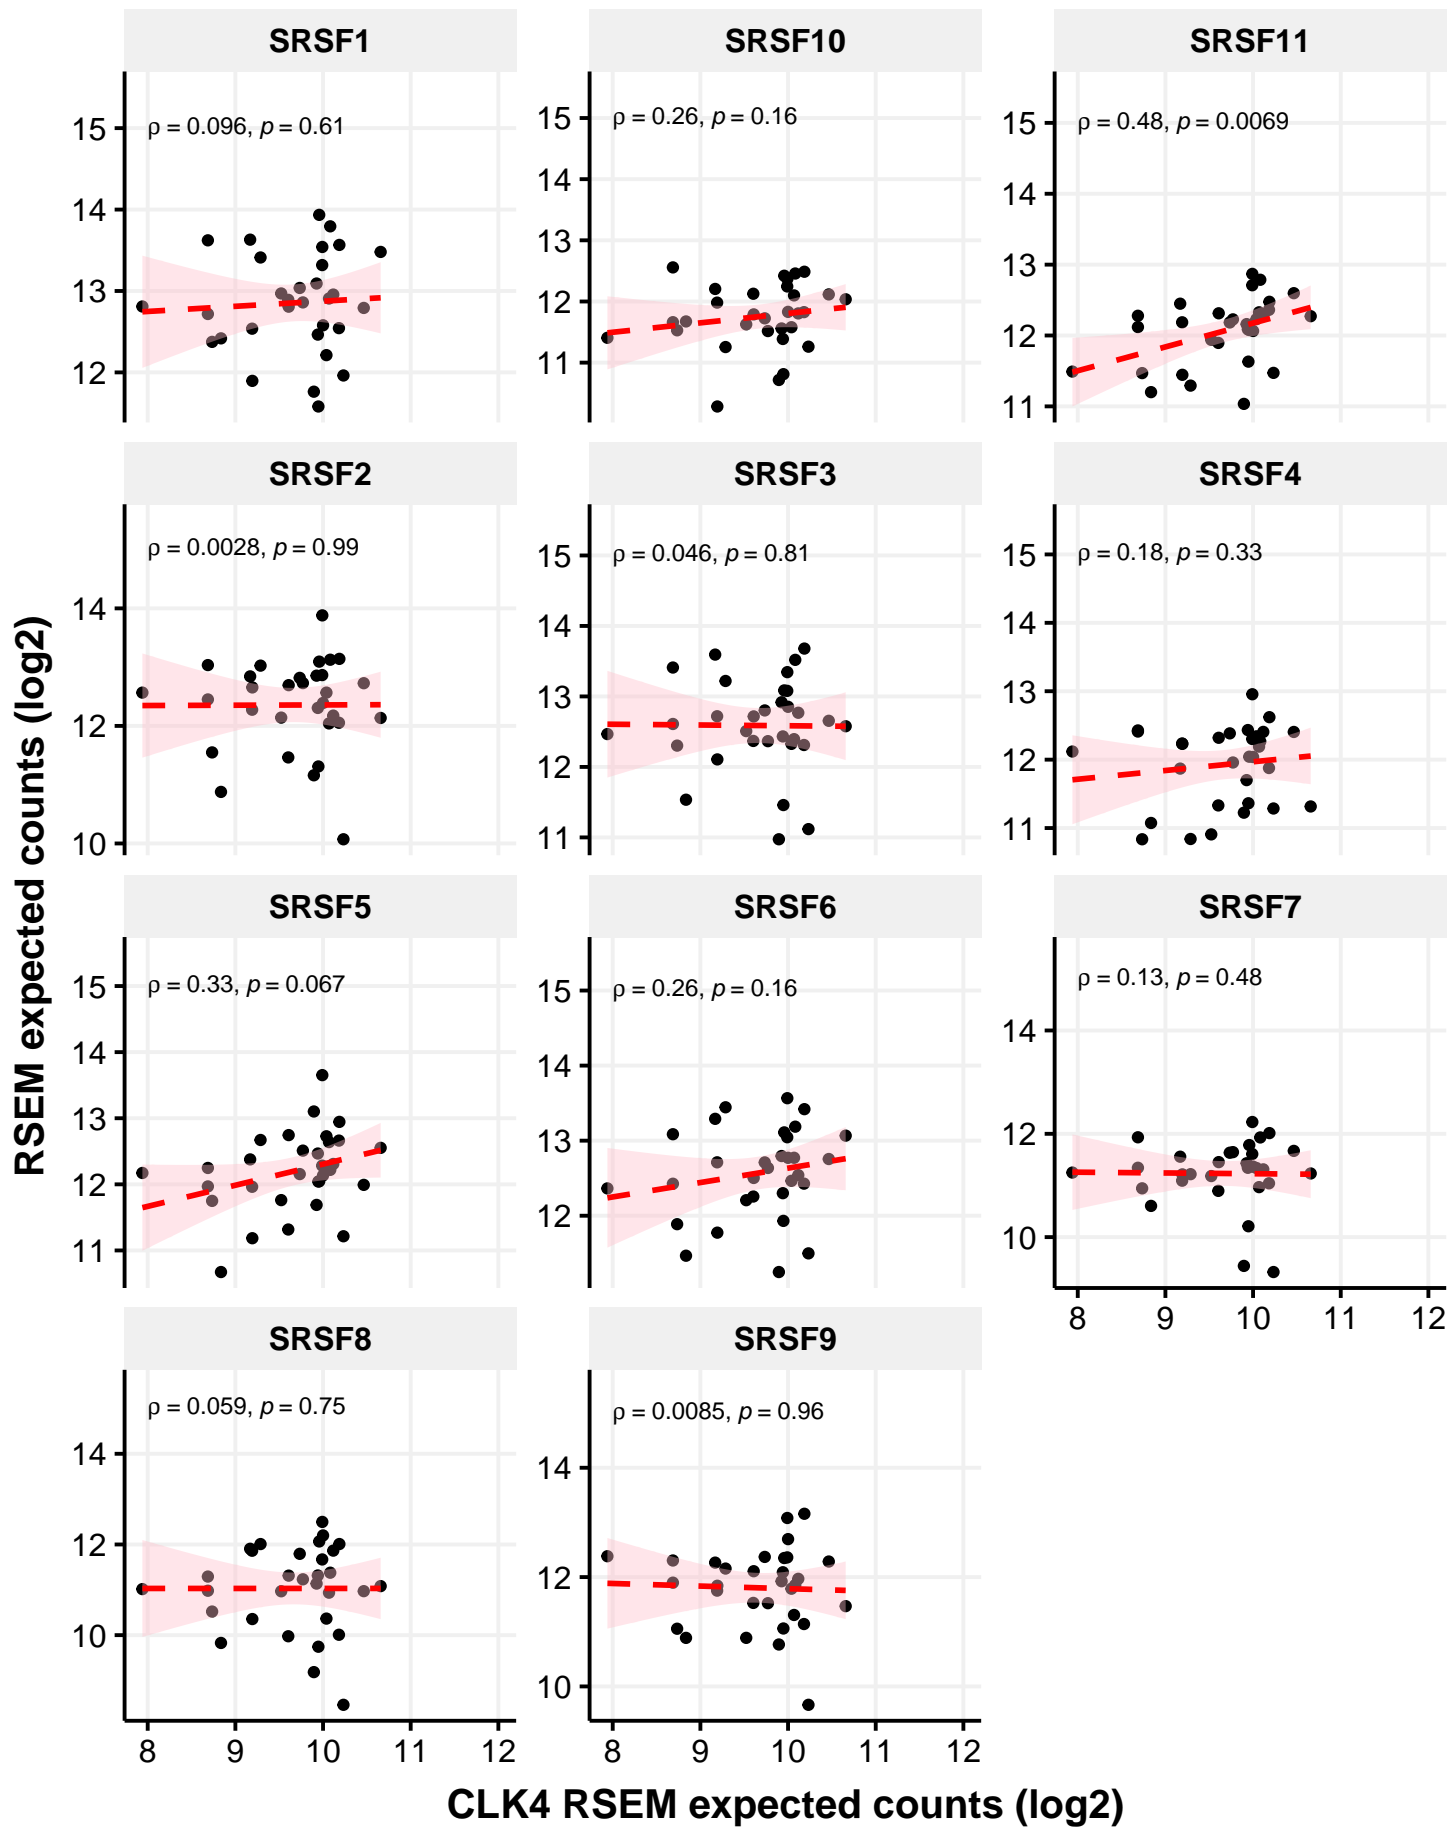 SRSF1
SRSF10
SRSF11
ρ = 0.096, p = 0.61
ρ = 0.26, p = 0.16
ρ = 0.48, p = 0.0069
15
14
13
12
15
14
13
12
11
15
14
13
12
11
SRSF2
SRSF3
SRSF4
ρ = 0.0028, p = 0.99
ρ = 0.046, p = 0.81
ρ = 0.18, p = 0.33
14
12
10
15
14
13
12
11
15
14
13
12
11
SRSF5
SRSF6
SRSF7
ρ = 0.33, p = 0.067
ρ = 0.26, p = 0.16
ρ = 0.13, p = 0.48
15
14
13
12
11
15
14
13
12
14
12
10
8 9 10 11 12
SRSF8
SRSF9
ρ = 0.059, p = 0.75
ρ = 0.0085, p = 0.96
14
12
10
14
12
10
8 9 10 11 12
8 9 10 11 12
RSEM expected counts (log2)
CLK4 RSEM expected counts (log2)